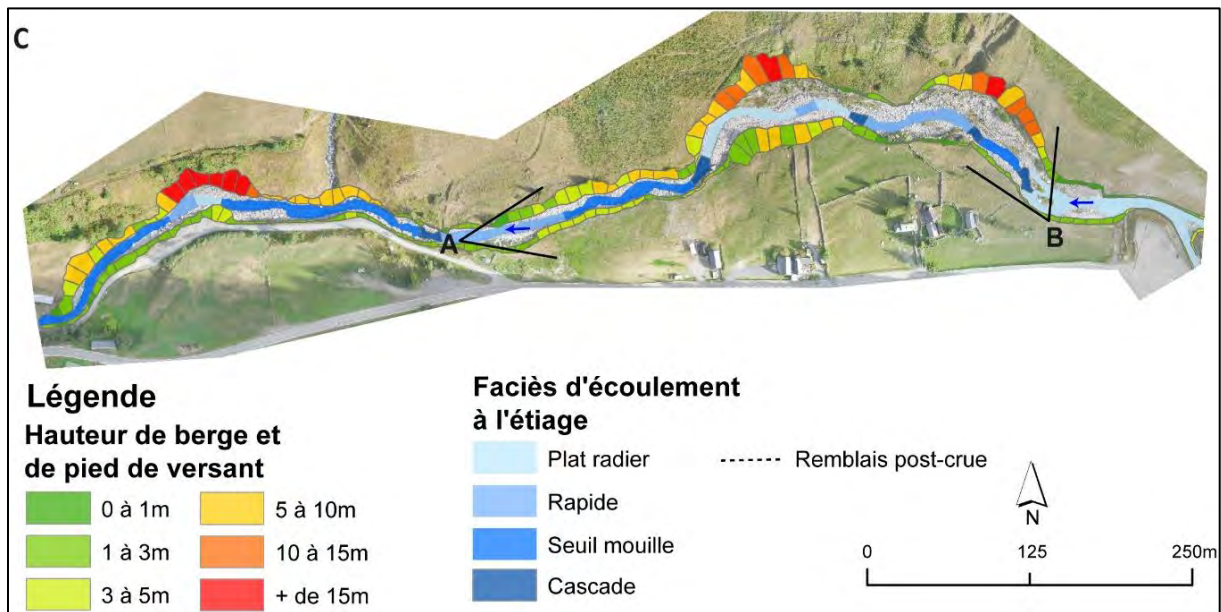 C
A
B
Légende
Hauteur de berge et
de pied de versant
0 à 1m
1 à 3m
3 à 5m
5 à 10m
10 à 15m
+ de 15m
Faciès d'écoulement
à l'étiage
Plat radier
Rapide
Seuil mouille
Cascade
Remblais post-crue
N
0 125 250m